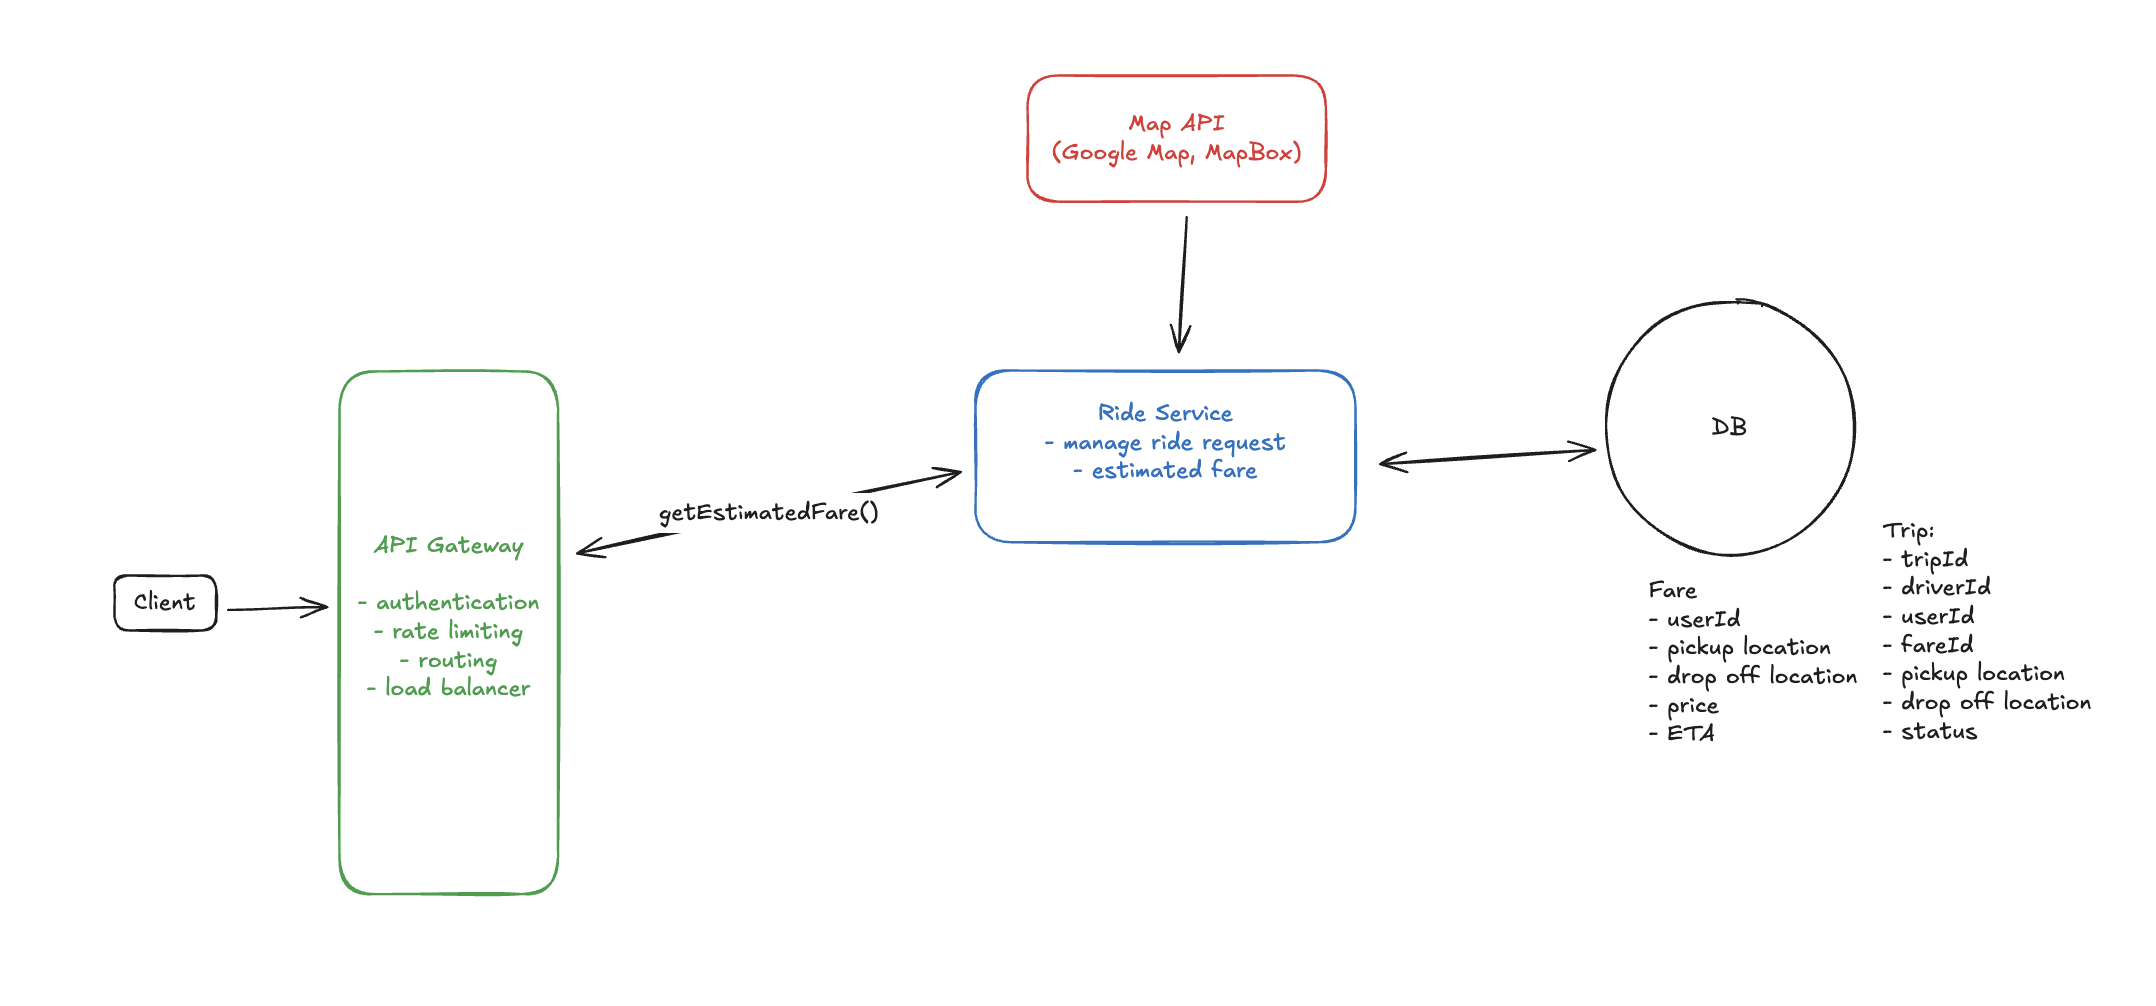 Map API
(Google Map, MapBox)
Ride Service
- manage ride request
- estimated fare
DB
getEstimatedFare()
API Gateway
- authentication
- rate limiting
- routing
- load balancer
Client
Fare
- userId
- pickup location
- drop off location
- price
- ETA
Trip:
- tripId
- driverId
- userId
- fareId
- pickup location
- drop off location
- status